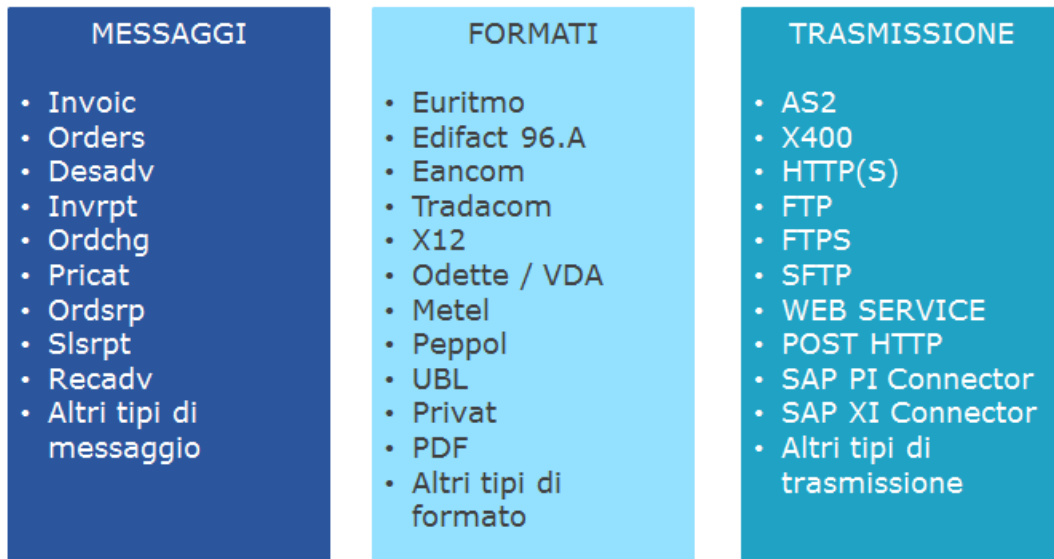 MESSAGGI
• Invoic
• Orders
• Desadv
• Invrpt
• Ordchg
• Pricat
• Ordsrp
• Slsrpt
• Recadv
• Altri tipi di
messaggio
FORMATI
• Euritmo
• Edifact 96.A
• Eancom
• Tradacom
• X12
• Odette / VDA
• Metel
• Peppol
• UBL
• Privat
• PDF
• Altri tipi di
formato
TRASMISSIONE
• AS2
• X400
• HTTP(S)
• FTP
• FTPS
• SFTP
• WEB SERVICE
• POST HTTP
• SAP PI Connector
• SAP XI Connector
• Altri tipi di
trasmissione